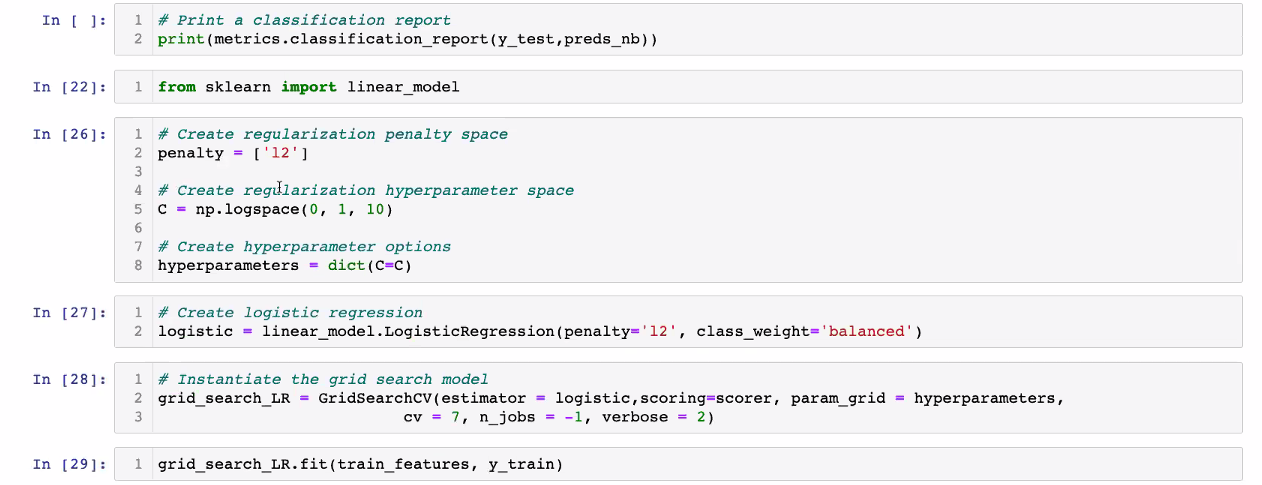 In [ ]: 1 # Print a classification report
2 print(metrics.classification_report(y_test,preds_nb))
In [22]: 1 from sklearn import linear_model
In [26]: 1 # Create regularization penalty space
2 penalty = ['l2']
3
4 # Create regularization hyperparameter space
5 C = np.logspace(0, 1, 10)
6
7 # Create hyperparameter options
8 hyperparameters = dict(C=C)
In [27]: 1 # Create logistic regression
2 logistic = linear_model.LogisticRegression(penalty='l2', class_weight='balanced')
In [28]: 1 # Instantiate the grid search model
2 grid_search_LR = GridSearchCV(estimator = logistic,scoring=scorer, param_grid = hyperparameters,
3 cv = 7, n_jobs = -1, verbose = 2)
In [29]: 1 grid_search_LR.fit(train_features, y_train)